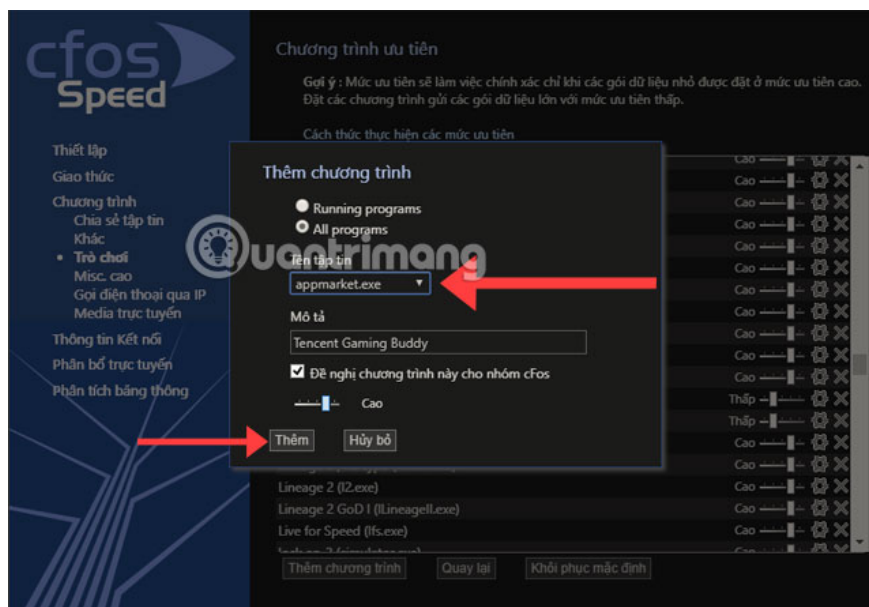 cfos
Speed
Thiết lập
Giao thức
Chương trình
Chia sẻ tập tin
Khác
Trò chơi
Misc. cao
Gọi điện thoại qua IP
Media trực tuyến
Thông tin Kết nối
Phân bổ trực tuyến
Phân tích băng thông
Chương trình ưu tiên
Gợi ý : Mức ưu tiên sẽ làm việc chính xác chỉ khi các gói dữ liệu nhỏ được đặt ở mức ưu tiên cao.
Đặt các chương trình gửi các gói dữ liệu lớn với mức ưu tiên thấp.
Cách thức thực hiện các mức ưu tiên
Thêm chương trình
Running programs
All programs
Quantrimang
Tên tập tin
appmarket.exe
Mô tả
Tencent Gaming Buddy
Đề nghị chương trình này cho nhóm cFos
Cao
Thêm
Hủy bỏ
Cao
Cao
Cao
Cao
Cao
Cao
Cao
Cao
Cao
Cao
Cao
Thấp
Thấp
Cao
Cao
Lineage 2 (l2.exe)
Cao
Lineage 2 GoD I (lLineageII.exe)
Cao
Live for Speed (lfs.exe)
Cao
Cao
Thêm chương trình
Quay lại
Khôi phục mặc định